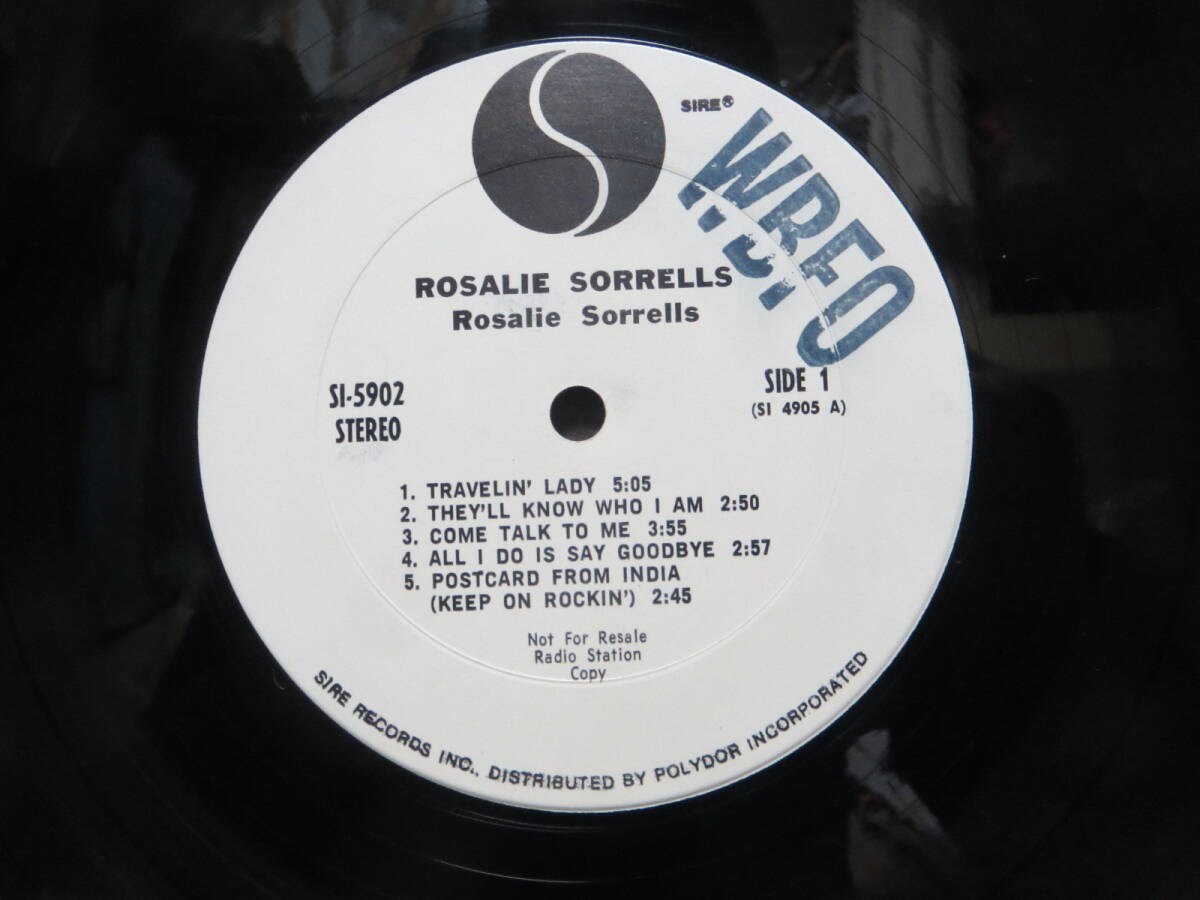 SIRE®
WRFO
ROSALIE SORRELLS
Rosalie Sorrells
SI-5902
STEREO
SIDE 1
(SI 4905 A)
1. TRAVELIN' LADY 5:05
2. THEY'LL KNOW WHO I AM 2:50
3. COME TALK TO ME 3:55
4. ALL I DO IS SAY GOODBYE 2:57
5. POSTCARD FROM INDIA
(KEEP ON ROCKIN') 2:45
Not For Resale
Radio Station
Copy
SIRE RECORDS INC., DISTRIBUTED BY POLYDOR INCORPORATED